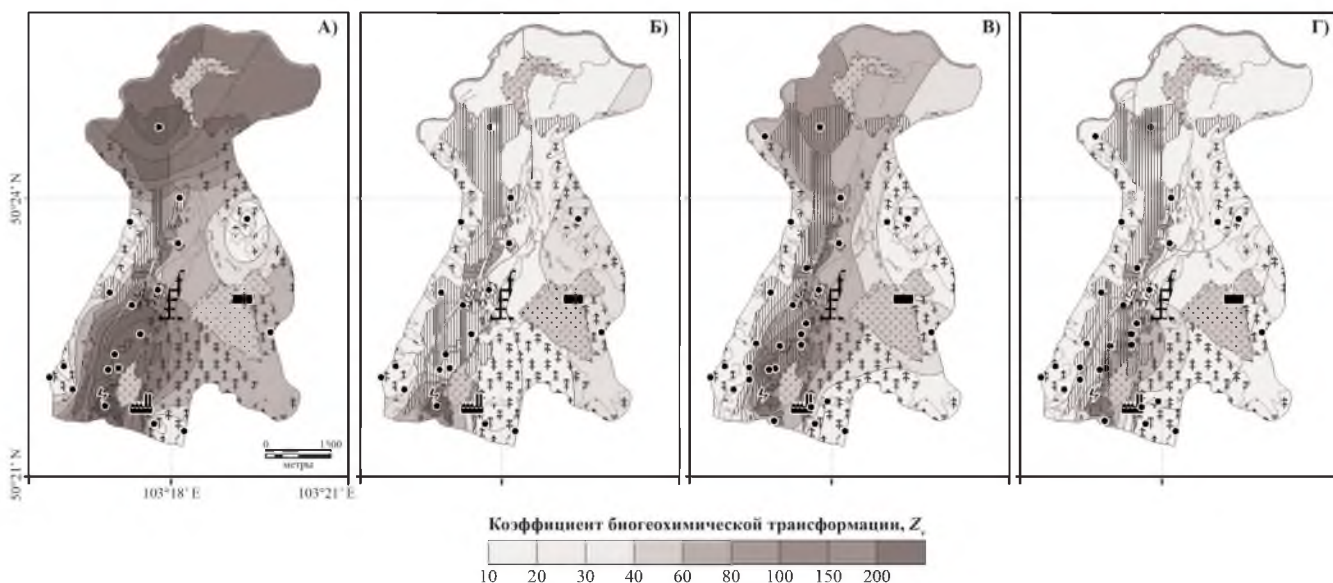 А) Б) В) Г)
50°24' N
50°21' N
0 1500
метры
103°18' E 103°21' E
Коэффициент биогеохимической трансформации, Zᵥ
10 20 30 40 60 80 100 150 200